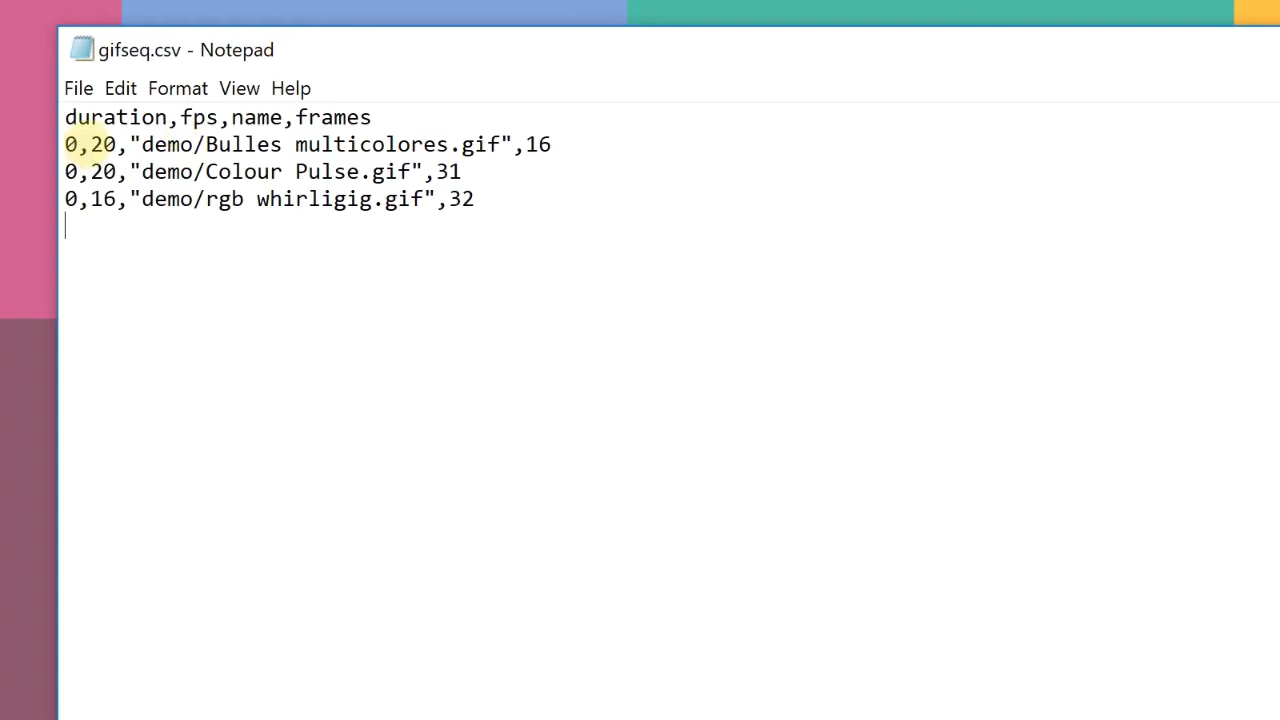 gifseq.csv - Notepad
File Edit Format View Help
duration,fps,name,frames
0,20,"demo/Bulles multicolores.gif",16
0,20,"demo/Colour Pulse.gif",31
0,16,"demo/rgb whirligig.gif",32